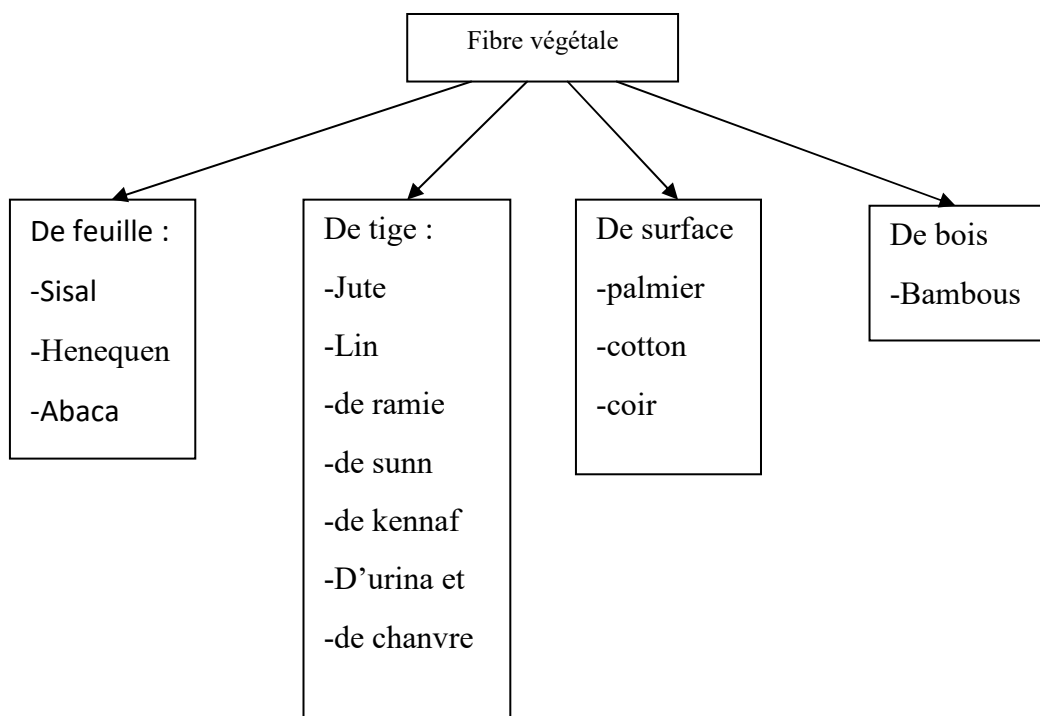 Fibre végétale
De feuille :
-Sisal
-Henequen
-Abaca
De tige :
-Jute
-Lin
-de ramie
-de sunn
-de kennaf
-D’urina et
-de chanvre
De surface
-palmier
-cotton
-coir
De bois
-Bambous